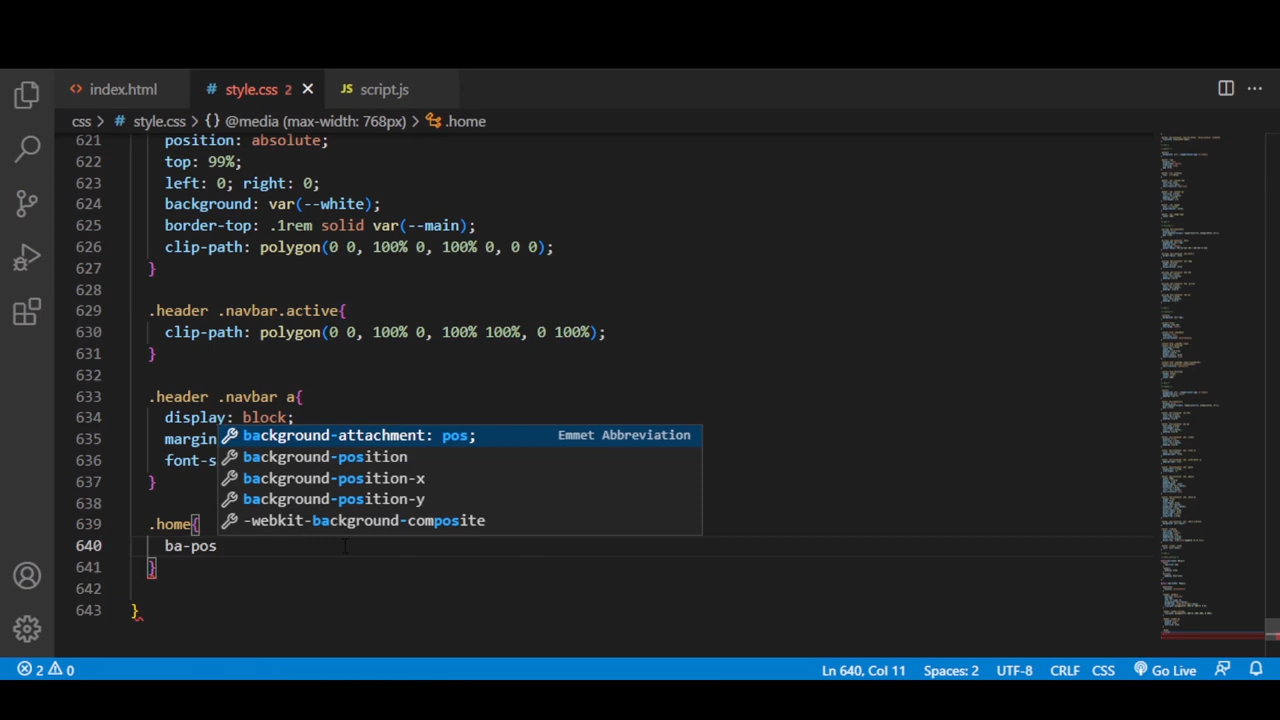 index.html
style.css 2
JS script.js
css > # style.css > {} @media (max-width: 768px) > .home
621 position: absolute;
622 top: 99%;
623 left: 0; right: 0;
624 background: var(--white);
625 border-top: .1rem solid var(--main);
626 clip-path: polygon(0 0, 100% 0, 100% 0, 0 0);
627 }
628
629 .header .navbar.active{
630 clip-path: polygon(0 0, 100% 0, 100% 100%, 0 100%);
631 }
632
633 .header .navbar a{
634 display: block;
635 margin
636 font-s
637 }
638
background-attachment: pos; Emmet Abbreviation
background-position
background-position-x
background-position-y
-webkit-background-composite
639 .home{
640 ba-pos
641 }
642
643 }
2 0
Ln 640, Col 11 Spaces: 2 UTF-8 CRLF CSS Go Live